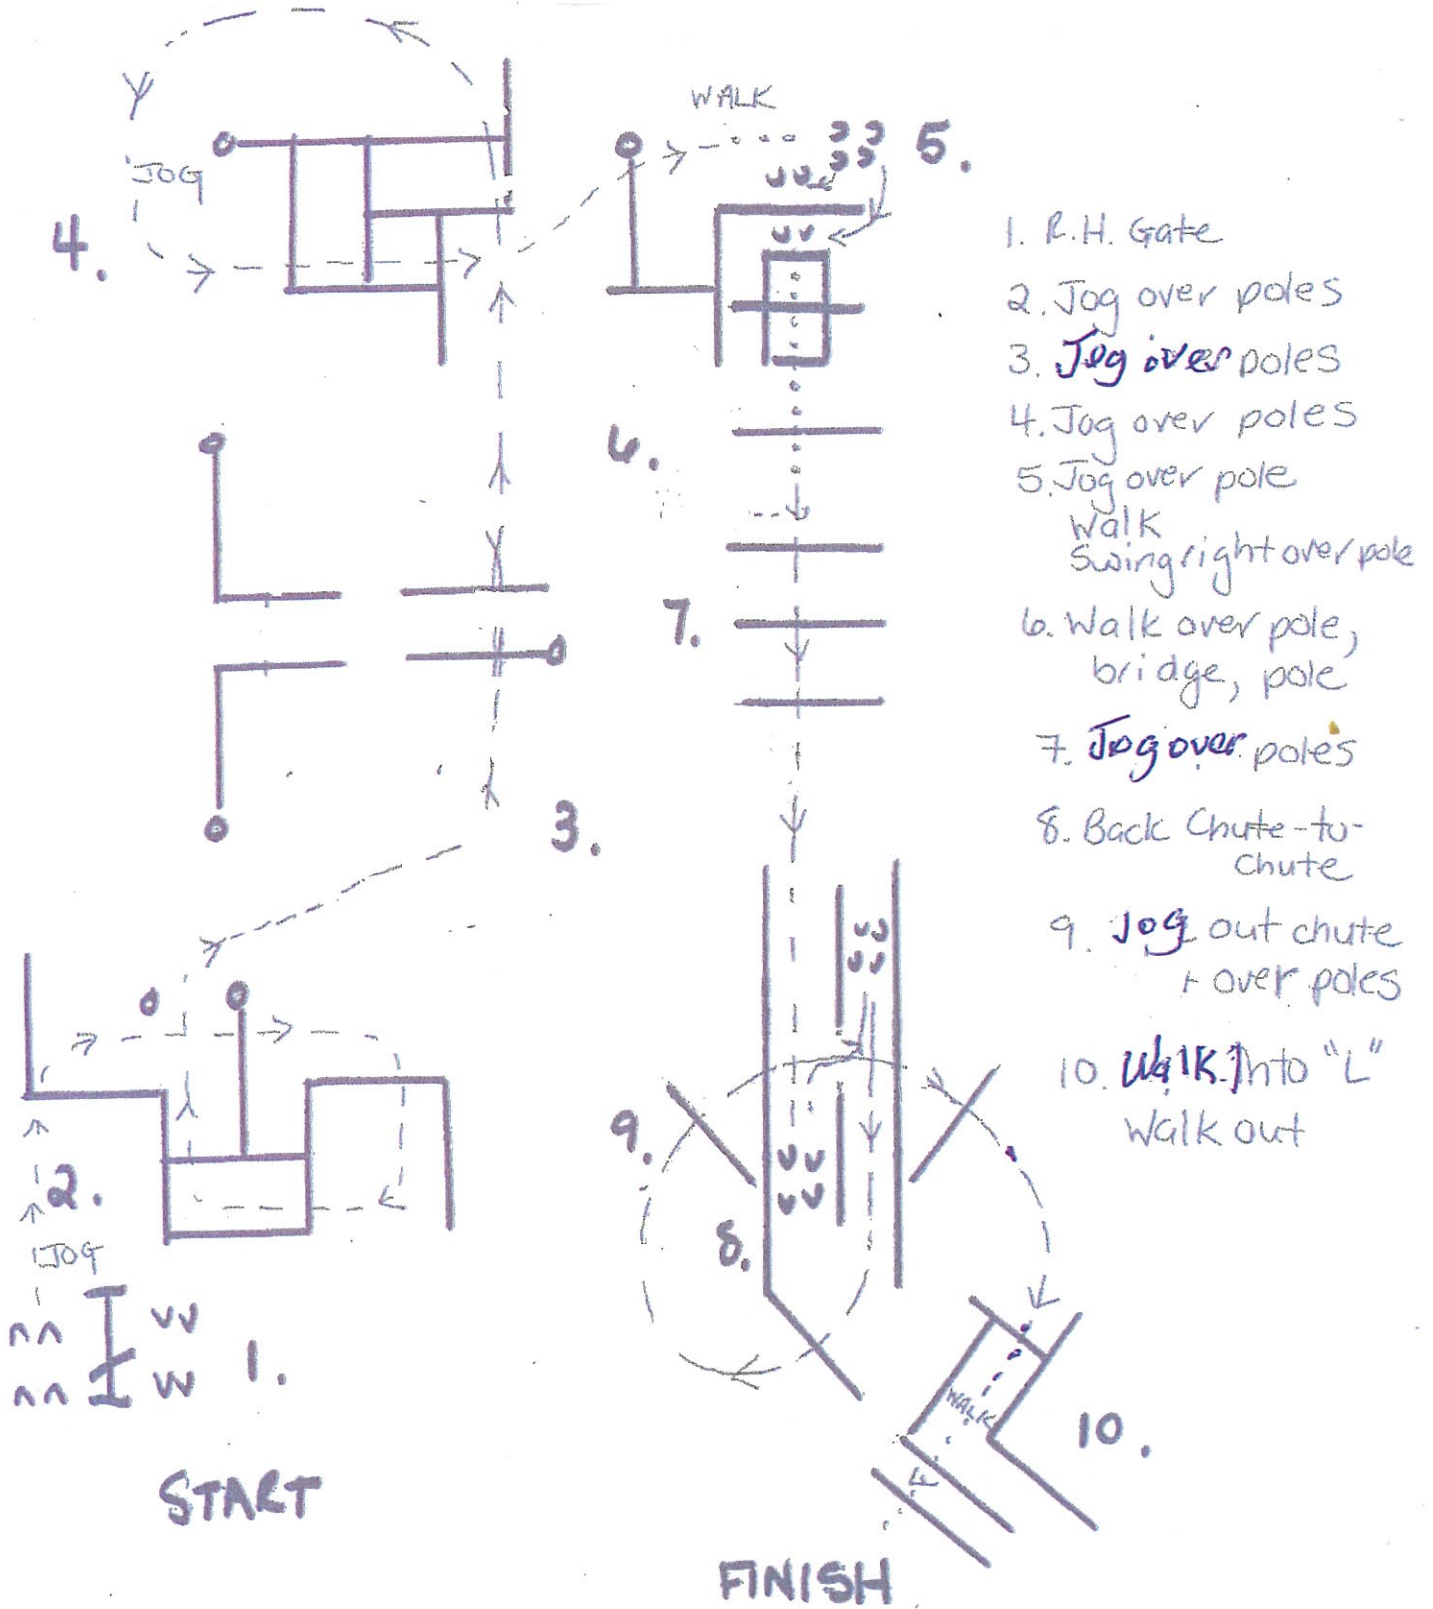 WALK
5.
JOG
4.
1. R.H. Gate
2. Jog over poles
3. Jog over poles
4. Jog over poles
5. Jog over pole
Walk
Swing right over pole
6. Walk over pole,
bridge, pole
7. Jog over poles
8. Back Chute-to-
Chute
9. Jog out chute
+ over poles
10. Walk Into "L"
Walk out
6.
7.
3.
2.
JOG
1.
START
9.
8.
WALK
10.
FINISH